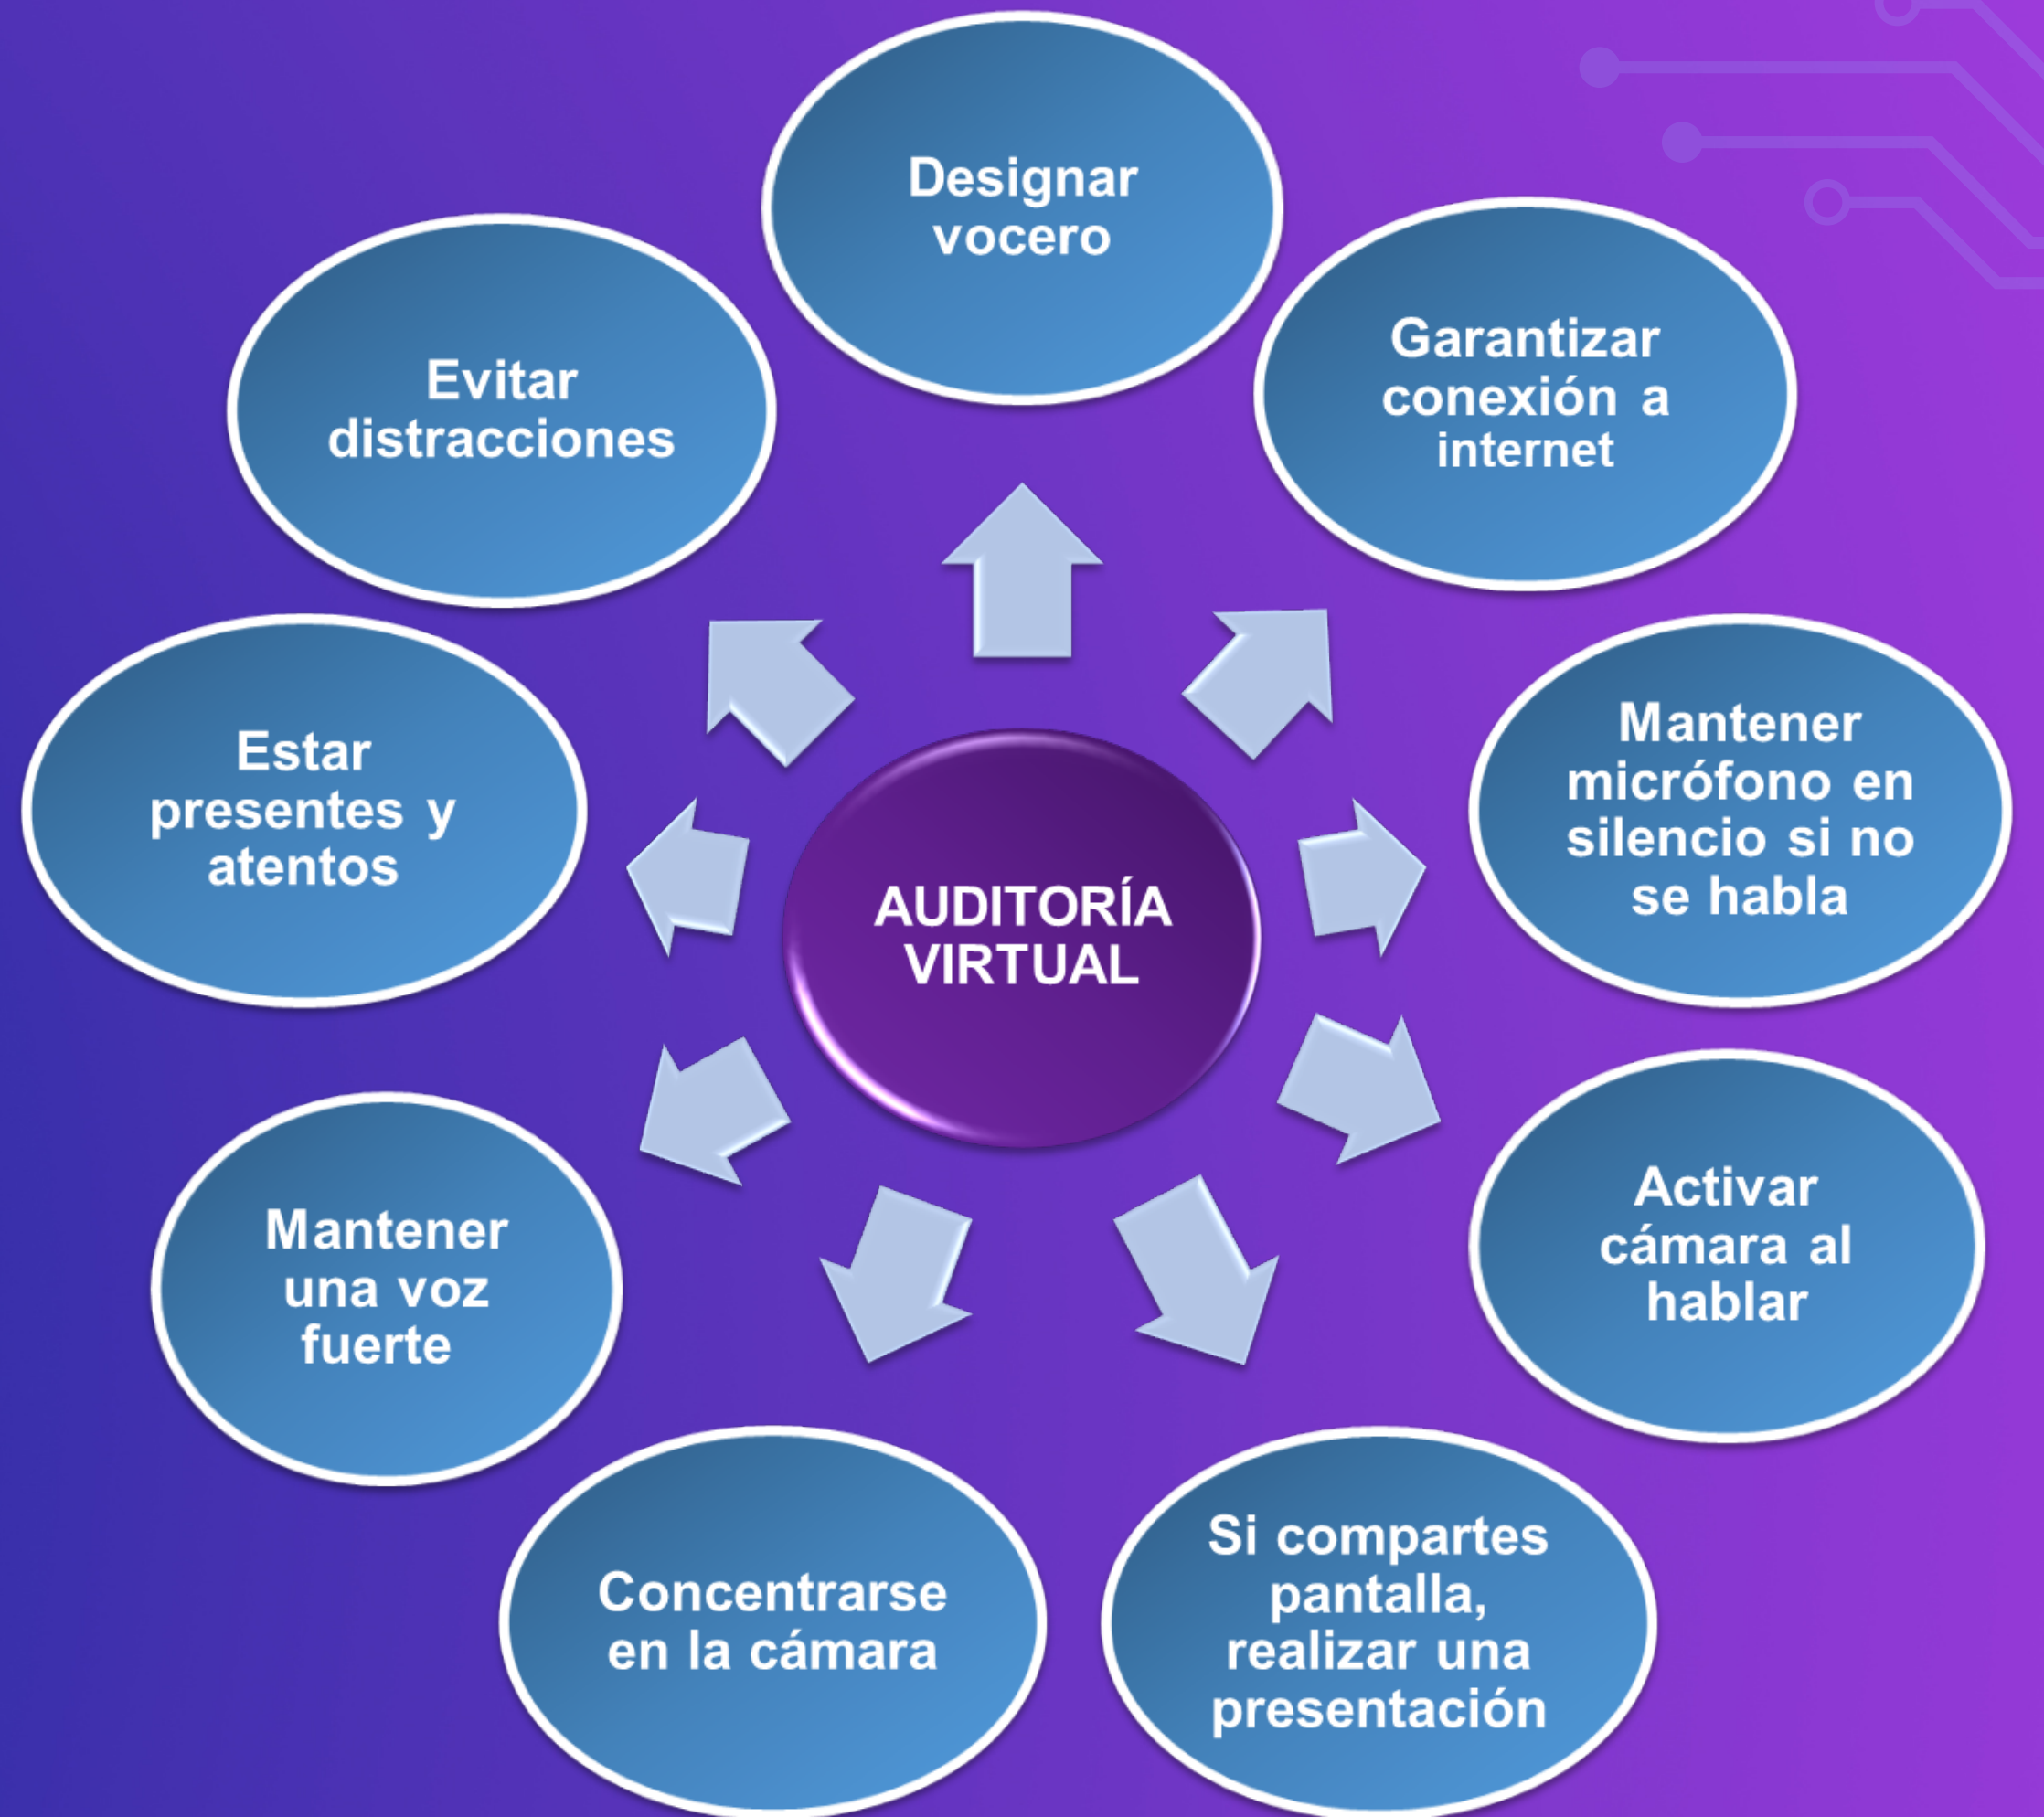 Designar
vocero
Garantizar
conexión a
internet
Mantener
micrófono en
silencio si no
se habla
Activar
cámara al
hablar
Si compartes
pantalla,
realizar una
presentación
Concentrarse
en la cámara
Mantener
una voz
fuerte
Estar
presentes y
atentos
Evitar
distracciones
AUDITORÍA
VIRTUAL